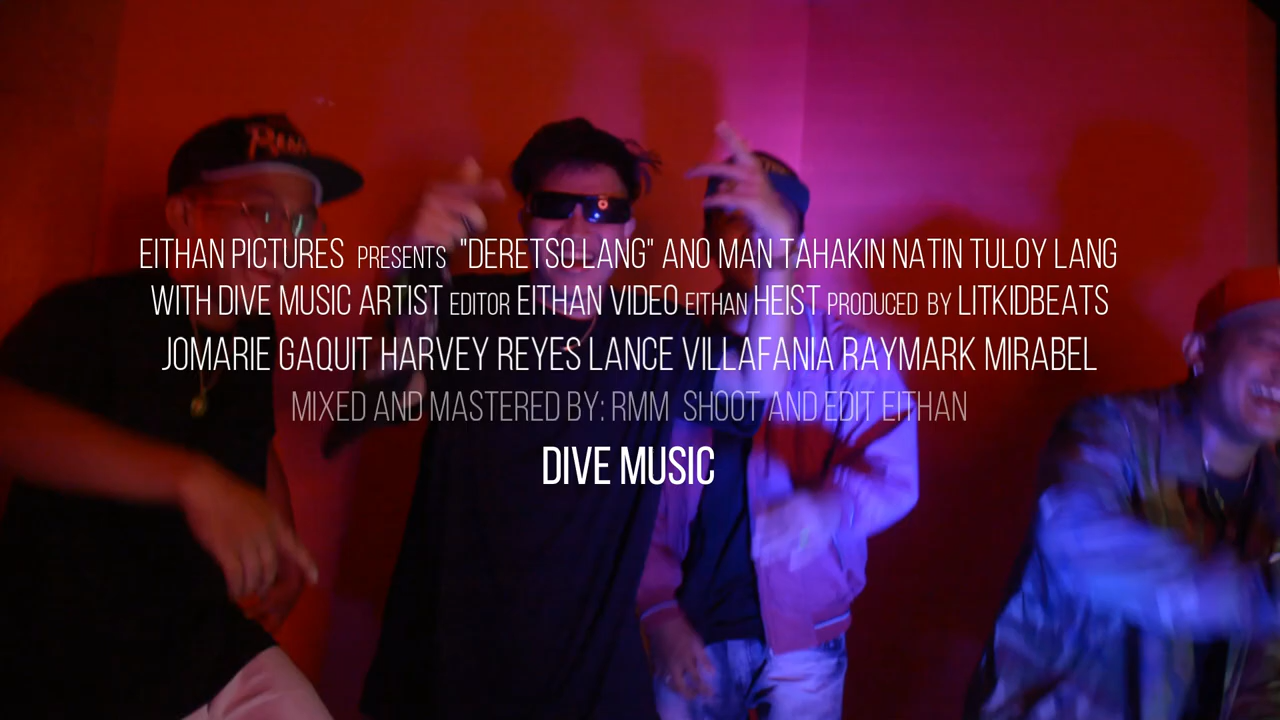 EITHAN PICTURES PRESENTS "DERETSO LANG" ANO MAN TAHAKIN NATIN TULOY LANG
WITH DIVE MUSIC ARTIST EDITOR EITHAN VIDEO EITHAN HEIST PRODUCED BY LITKIDBEATS
JOMARIE GAQUIT HARVEY REYES LANCE VILLAFANIA RAYMARK MIRABEL
MIXED AND MASTERED BY: RMM SHOOT AND EDIT EITHAN
DIVE MUSIC